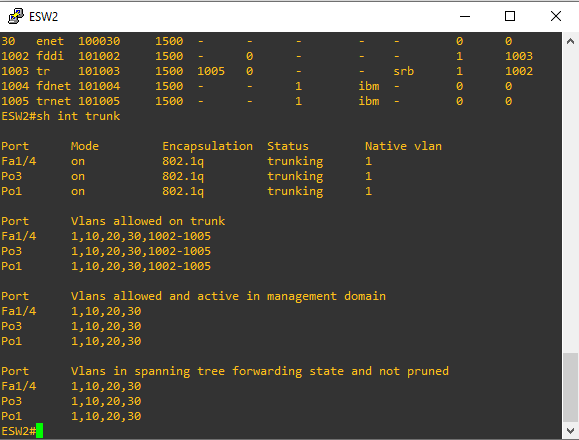 ESW2
30 enet 100030 1500 - - - - - 0 0
1002 fddi 101002 1500 - 0 - - - 1 1003
1003 tr 101003 1500 1005 0 - - srb 1 1002
1004 fdnet 101004 1500 - - 1 ibm - 0 0
1005 trnet 101005 1500 - - 1 ibm - 0 0
ESW2#sh int trunk
Port Mode Encapsulation Status Native vlan
Fa1/4 on 802.1q trunking 1
Po3 on 802.1q trunking 1
Po1 on 802.1q trunking 1
Port Vlans allowed on trunk
Fa1/4 1,10,20,30,1002-1005
Po3 1,10,20,30,1002-1005
Po1 1,10,20,30,1002-1005
Port Vlans allowed and active in management domain
Fa1/4 1,10,20,30
Po3 1,10,20,30
Po1 1,10,20,30
Port Vlans in spanning tree forwarding state and not pruned
Fa1/4 1,10,20,30
Po3 1,10,20,30
Po1 1,10,20,30
ESW2#